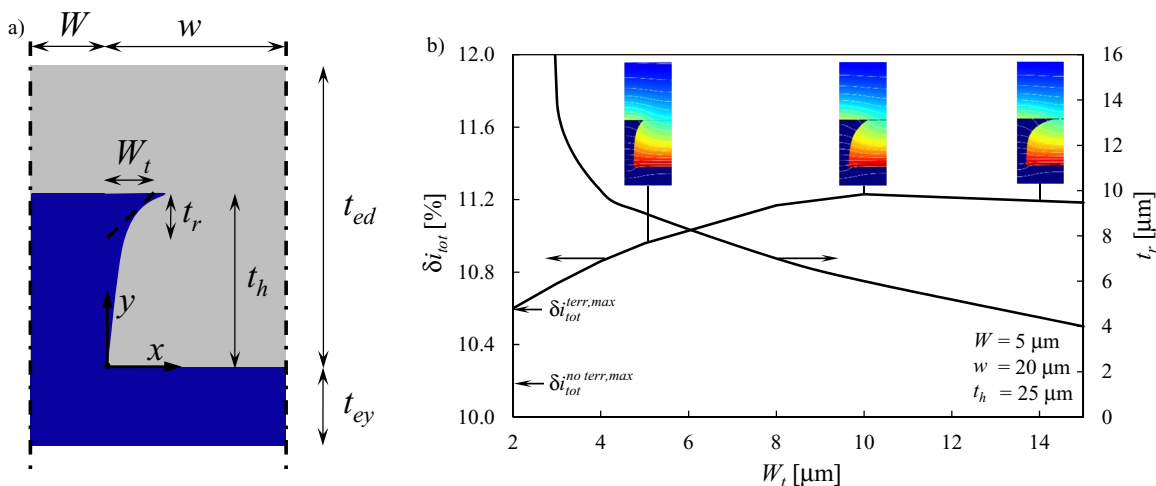 a)
W
w
W_t
t_r
t_ed
t_h
y
x
t_ey
b)
12.0
11.6
11.2
10.8
10.4
10.0
δi_tot [%]
16
14
12
10
8
6
4
2
0
t_r [μm]
δi_tot^terr,max
δi_tot^no terr,max
W = 5 μm
w = 20 μm
t_h = 25 μm
2 4 6 8 10 12 14
W_t [μm]